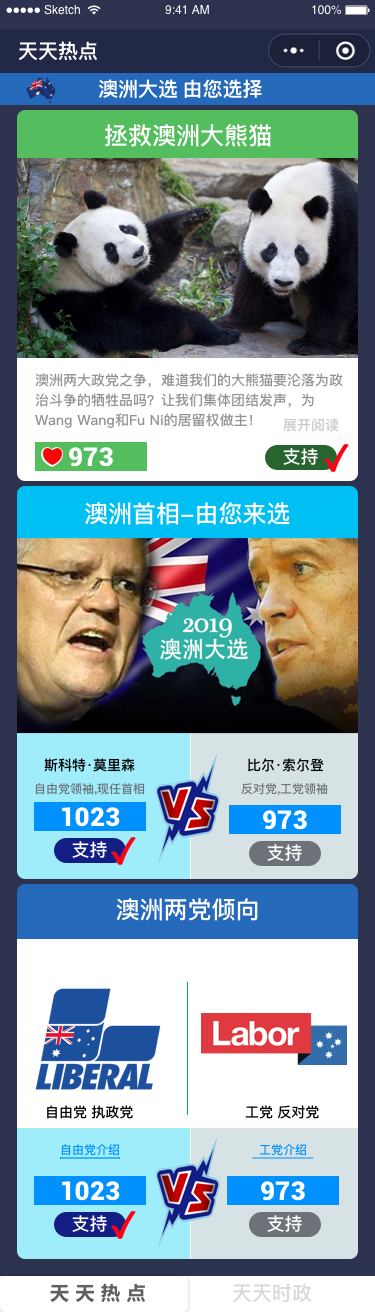 Sketch 9:41 AM 100%
天天热点
澳洲大选 由您选择
拯救澳洲大熊猫
澳洲两大政党之争，难道我们的大熊猫要沦落为政
治斗争的牺牲品吗？让我们集体团结发声，为
Wang Wang和Fu Ni的居留权做主！
展开阅读
973
支持
澳洲首相-由您来选
2019
澳洲大选
斯科特·莫里森
自由党领袖,现任首相
1023
支持
VS
比尔·索尔登
反对党,工党领袖
973
支持
澳洲两党倾向
LIBERAL
Labor
自由党 执政党
工党 反对党
自由党介绍
1023
支持
VS
工党介绍
973
支持
天天热点
天天时政